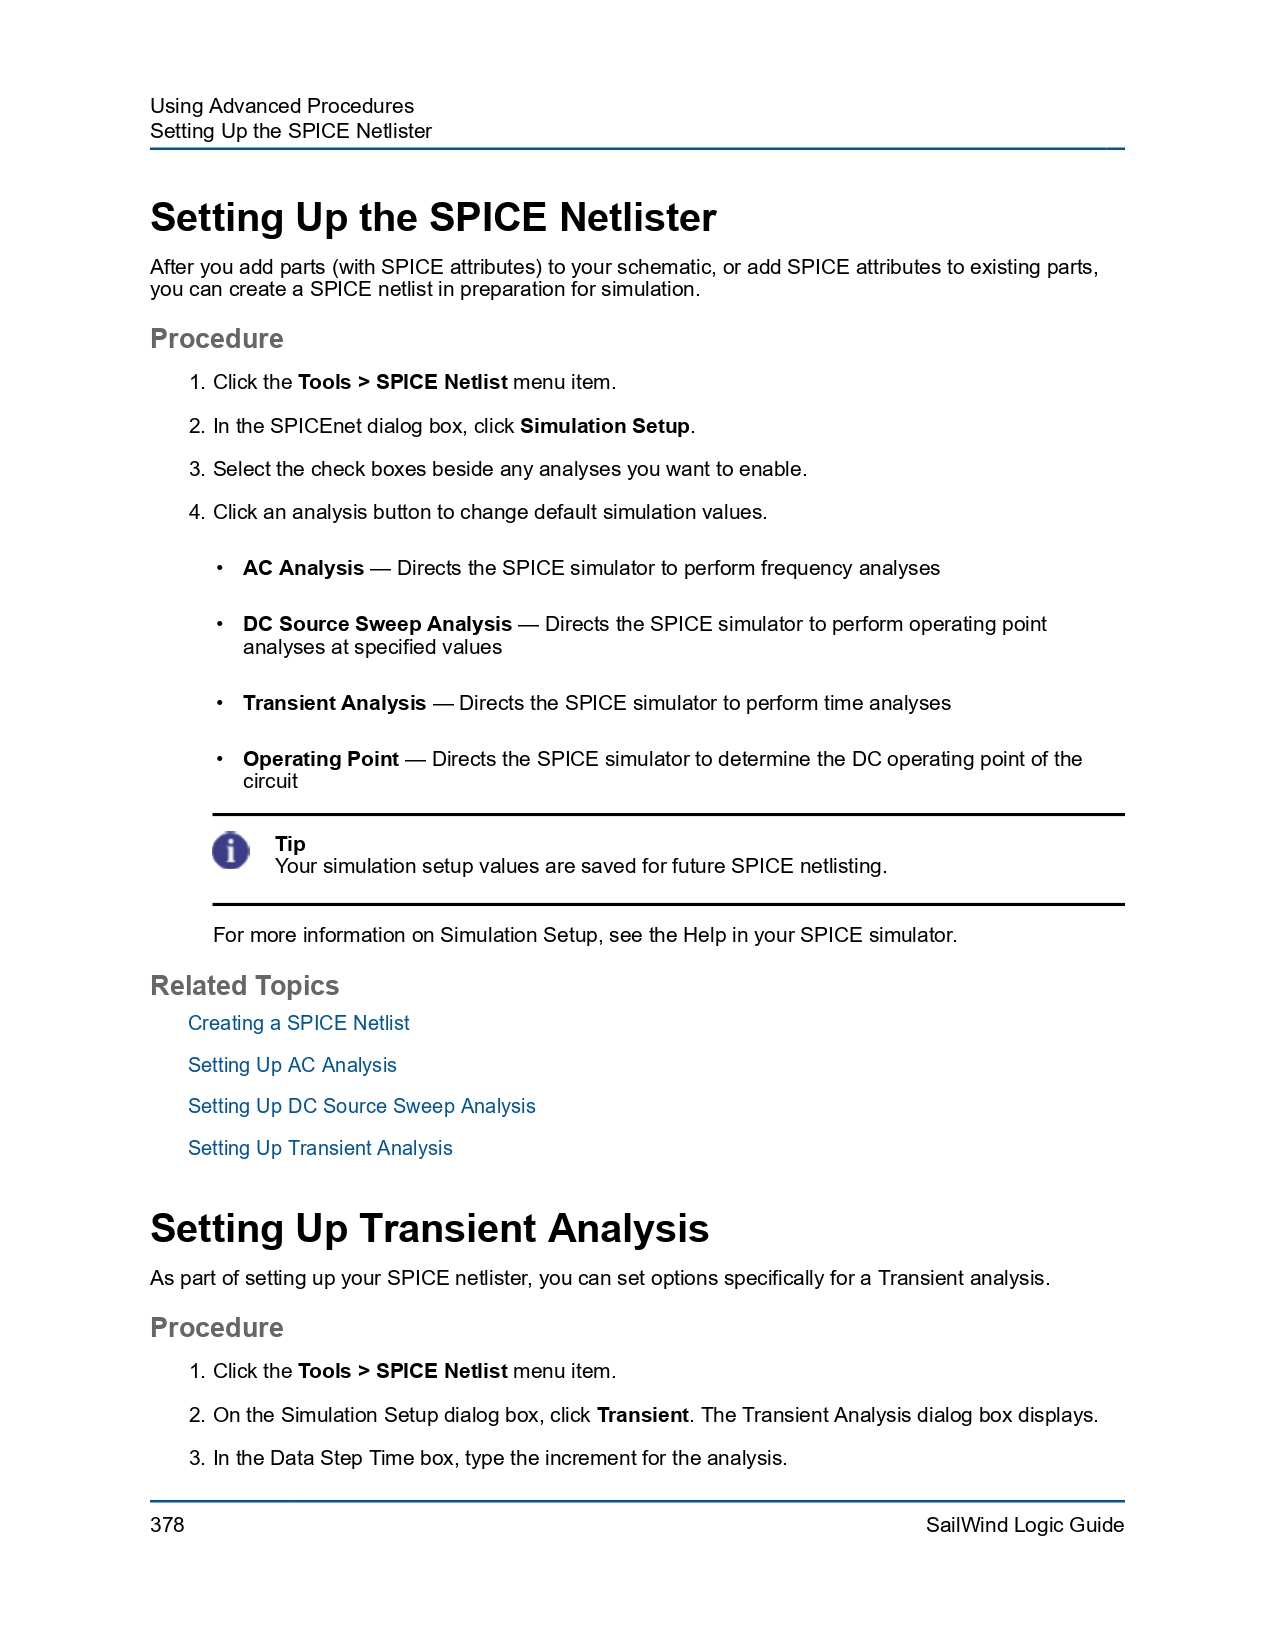 Using Advanced Procedures
Setting Up the SPICE Netlister
Setting Up the SPICE Netlister
After you add parts (with SPICE attributes) to your schematic, or add SPICE attributes to existing parts,
you can create a SPICE netlist in preparation for simulation.
Procedure
1. Click the Tools > SPICE Netlist menu item.
2. In the SPICEnet dialog box, click Simulation Setup.
3. Select the check boxes beside any analyses you want to enable.
4. Click an analysis button to change default simulation values.
• AC Analysis — Directs the SPICE simulator to perform frequency analyses
• DC Source Sweep Analysis — Directs the SPICE simulator to perform operating point
analyses at specified values
• Transient Analysis — Directs the SPICE simulator to perform time analyses
• Operating Point — Directs the SPICE simulator to determine the DC operating point of the
circuit
Tip
Your simulation setup values are saved for future SPICE netlisting.
For more information on Simulation Setup, see the Help in your SPICE simulator.
Related Topics
Creating a SPICE Netlist
Setting Up AC Analysis
Setting Up DC Source Sweep Analysis
Setting Up Transient Analysis
Setting Up Transient Analysis
As part of setting up your SPICE netlister, you can set options specifically for a Transient analysis.
Procedure
1. Click the Tools > SPICE Netlist menu item.
2. On the Simulation Setup dialog box, click Transient. The Transient Analysis dialog box displays.
3. In the Data Step Time box, type the increment for the analysis.
378
SailWind Logic Guide